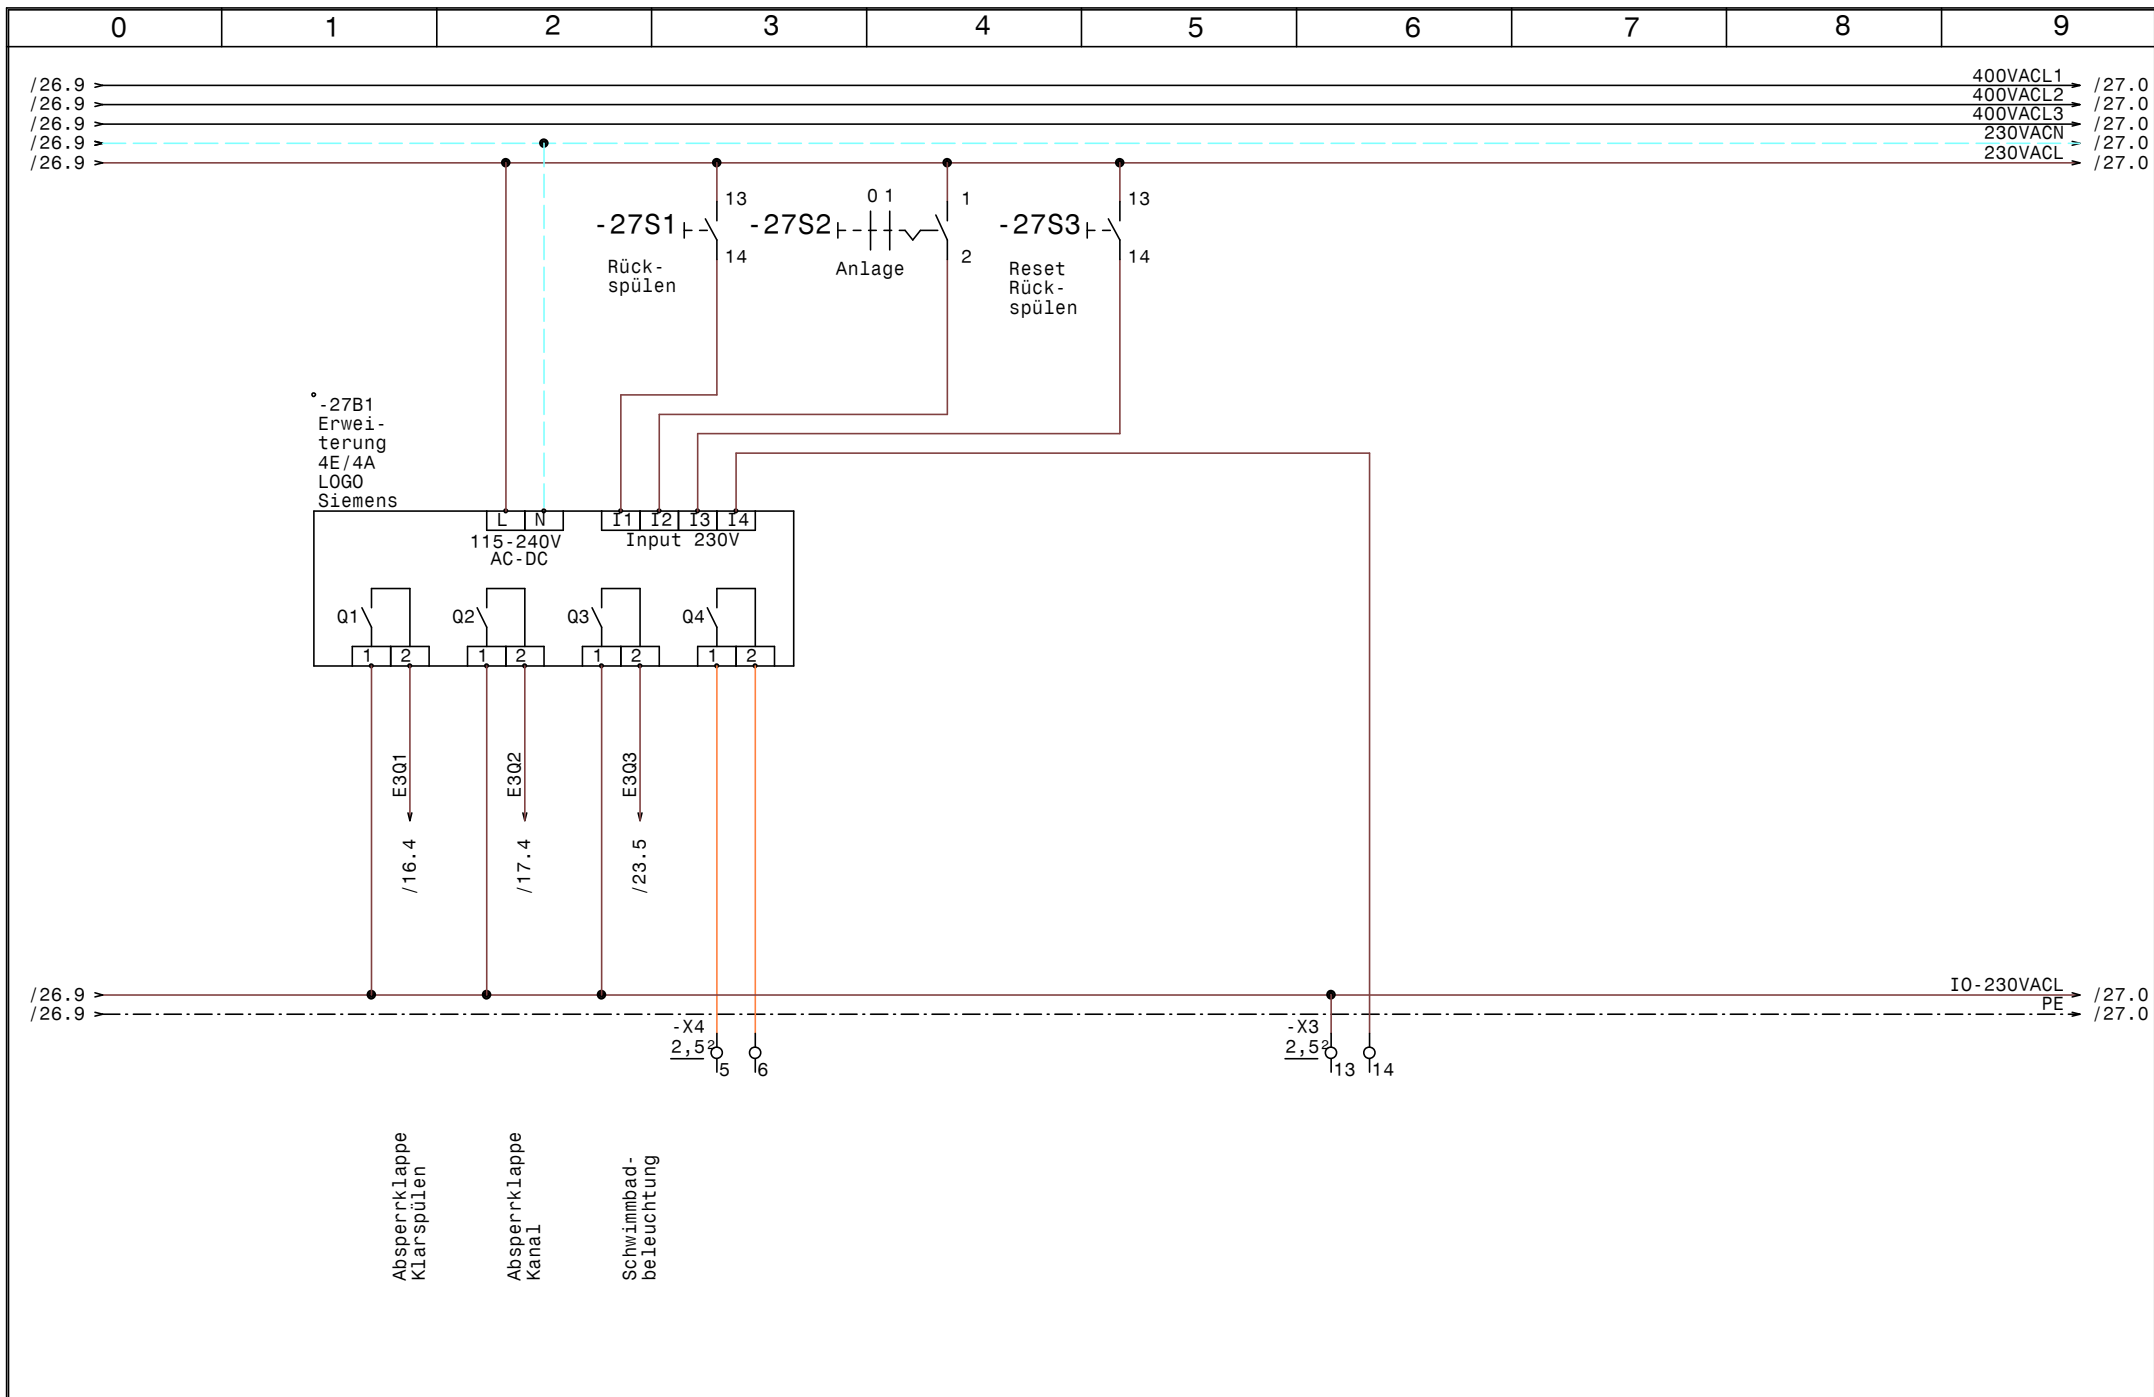 0 1 2 3 4 5 6 7 8 9
/26.9 400VACL1 /27.0
/26.9 400VACL2 /27.0
/26.9 400VACL3 /27.0
/26.9 230VACN /27.0
/26.9 230VACL /27.0
13 0 1 1 13
-27S1 -27S2 -27S3
14 2 14
Rück-
spülen
Anlage
Reset
Rück-
spülen
-27B1
Erwei-
terung
4E/4A
LOGO
Siemens
L N I1 I2 I3 I4
115-240V
AC-DC
Input 230V
Q1 Q2 Q3 Q4
1 2 1 2 1 2 1 2
E3Q1
/16.4
E3Q2
/17.4
E3Q3
/23.5
/26.9 IO-230VACL /27.0
/26.9 PE /27.0
-X4
2,5²
5 6
-X3
2,5²
13 14
Absperrklappe
Klarspülen
Absperrklappe
Kanal
Schwimmbad-
beleuchtung